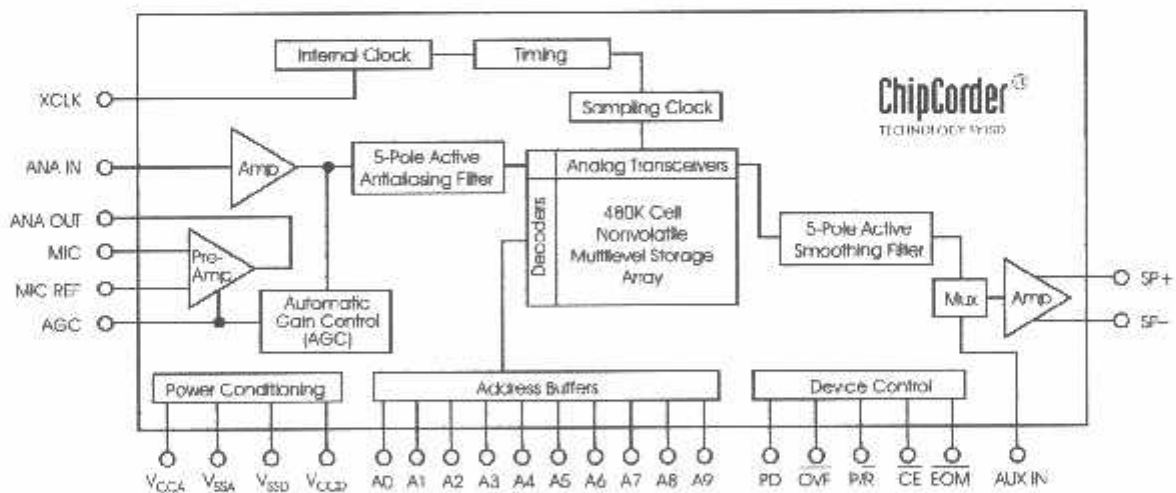 Internal Clock
Timing
XCLK
Sampling Clock
ChipCorder®
TECHNOLOGY BY ISD
ANA IN
Amp
5-Pole Active
Antialiasing Filter
Analog Transceivers
Decoders
480K Cell
Nonvolatile
Multilevel Storage
Array
ANA OUT
MIC
Pre-
Amp
5-Pole Active
Smoothing Filter
MIC REF
Automatic
Gain Control
(AGC)
AGC
Mux
Amp
SP+
SP–
Power Conditioning
Address Buffers
Device Control
VCCA VSSA VSSD VCCD A0 A1 A2 A3 A4 A5 A6 A7 A8 A9 PD OVF P/R CE EOM AUX IN